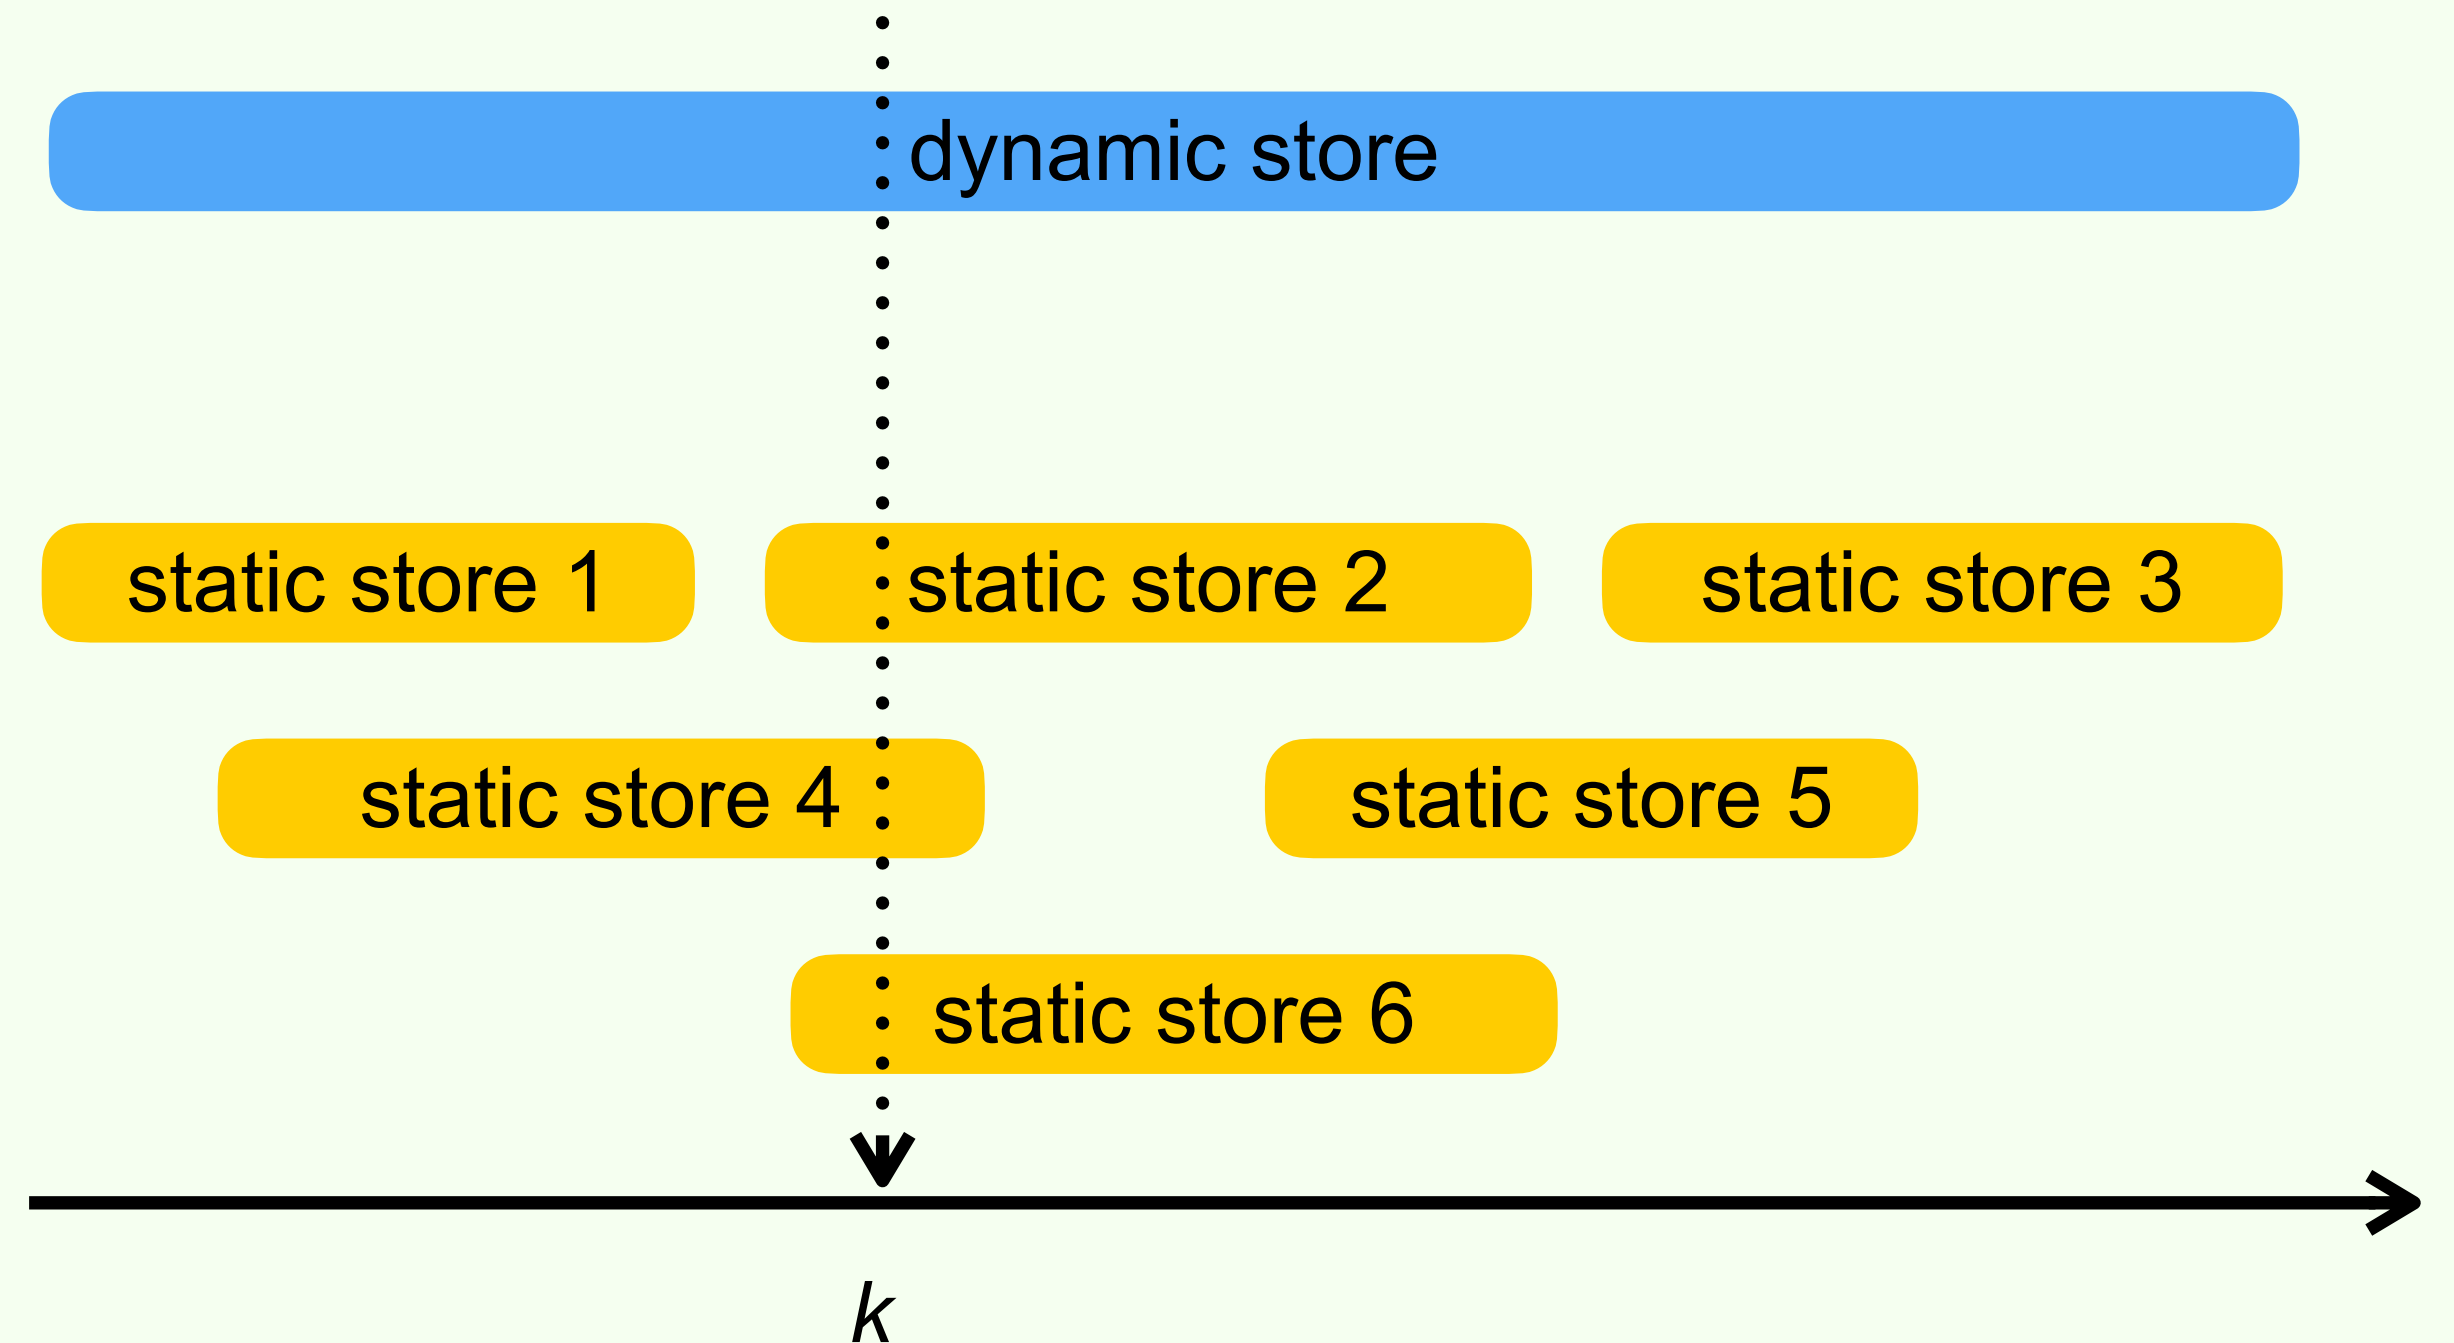 dynamic store
static store 1
static store 2
static store 3
static store 4
static store 5
static store 6
k